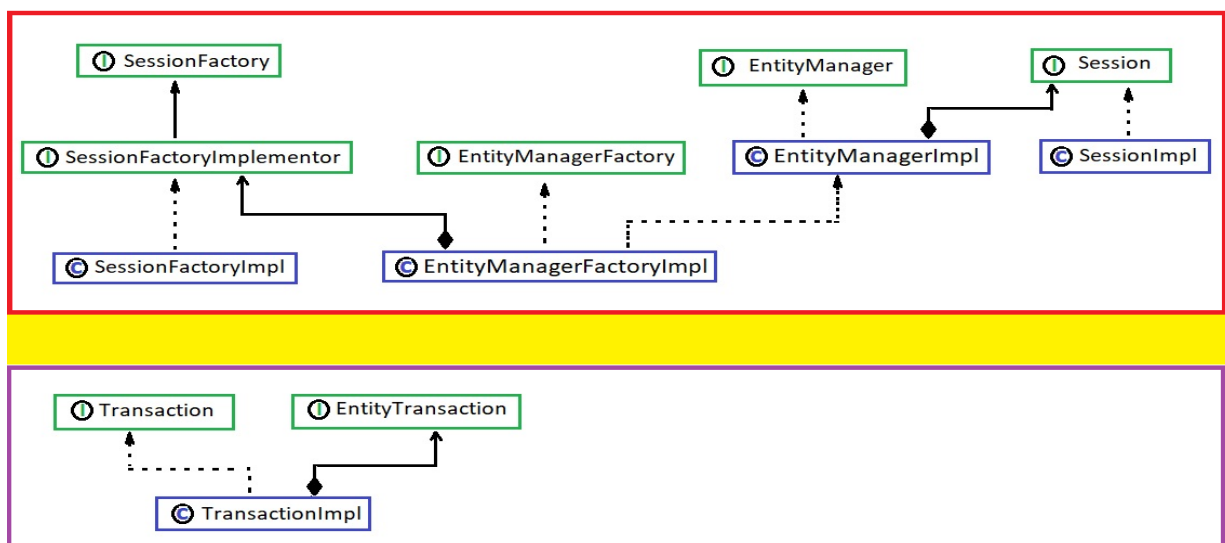 I SessionFactory
I EntityManager
I Session
I SessionFactoryImplementor
I EntityManagerFactory
C EntityManagerImpl
C SessionImpl
C SessionFactoryImpl
C EntityManagerFactoryImpl
I Transaction
I EntityTransaction
C TransactionImpl